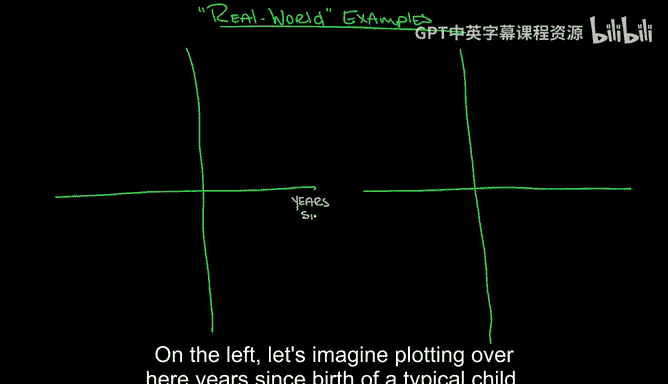 "REAL-WORLD" EXAMPLES
GPT中英字幕课程资源 bilibili
YEARS
SI
On the left, let's imagine plotting over
here years since birth of a typical child